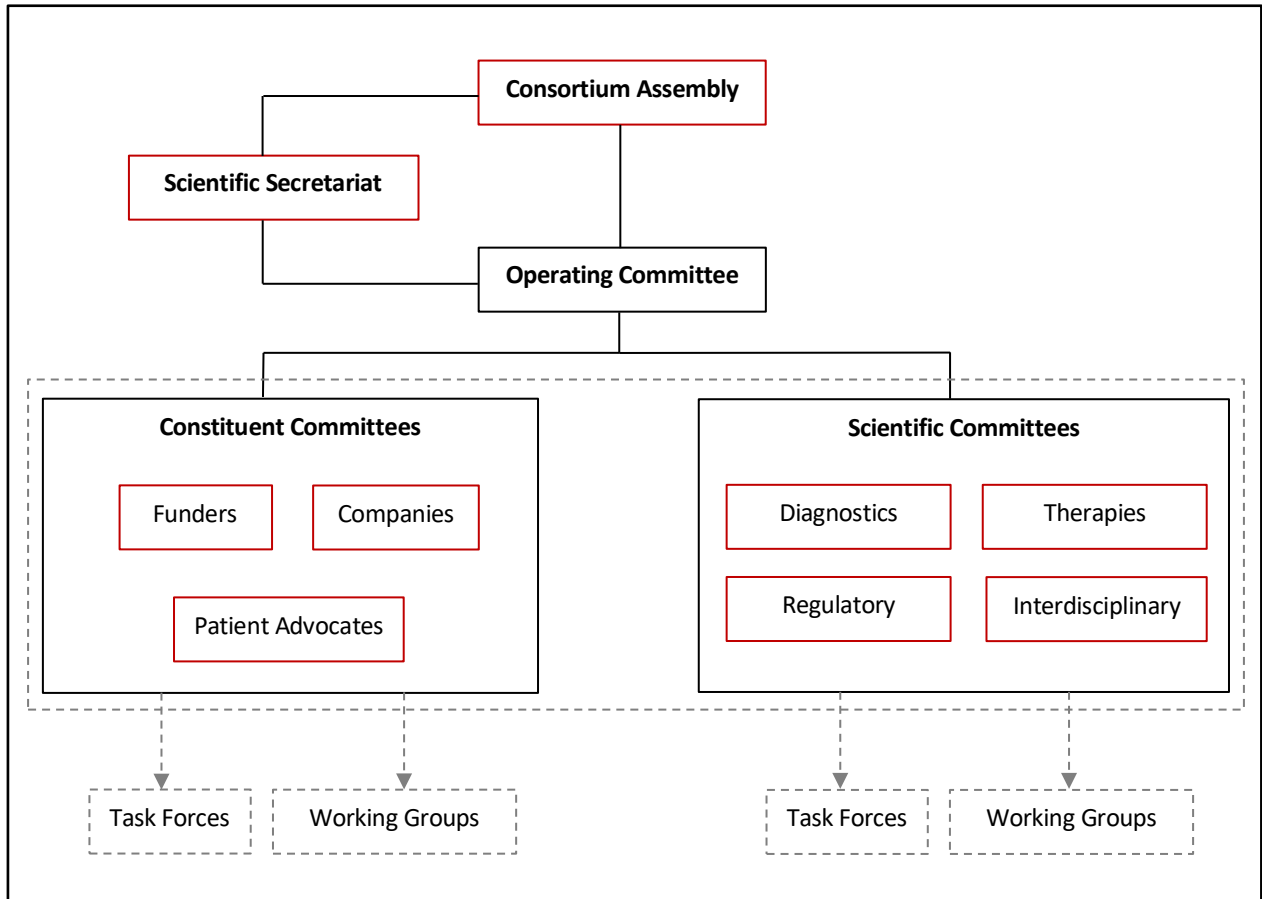 Consortium Assembly
Scientific Secretariat
Operating Committee
Constituent Committees
Funders
Companies
Patient Advocates
Scientific Committees
Diagnostics
Therapies
Regulatory
Interdisciplinary
Task Forces
Working Groups
Task Forces
Working Groups